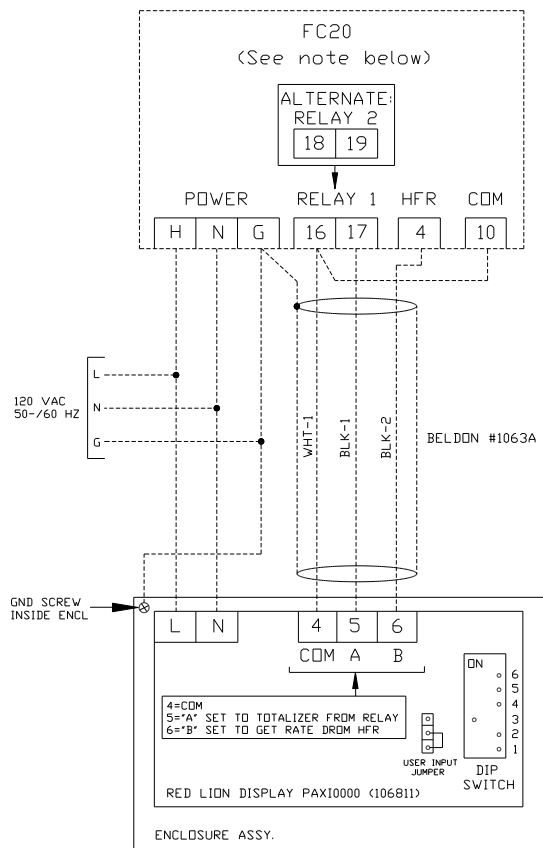 FC20
(See note below)
ALTERNATE:
RELAY 2
18 19
POWER RELAY 1 HFR COM
H N G 16 17 4 10
L
120 VAC
50-/60 HZ
N
G
WHT-1
BLK-1
BLK-2
BELDON #1063A
GND SCREW
INSIDE ENCL
L N 4 5 6
COM A B
4=COM
5="A" SET TO TOTALIZER FROM RELAY
6="B" SET TO GET RATE DROM HFR
USER INPUT
JUMPER
ON
6
5
4
3
2
1
DIP
SWITCH
RED LION DISPLAY PAXI0000 (106811)
ENCLOSURE ASSY.